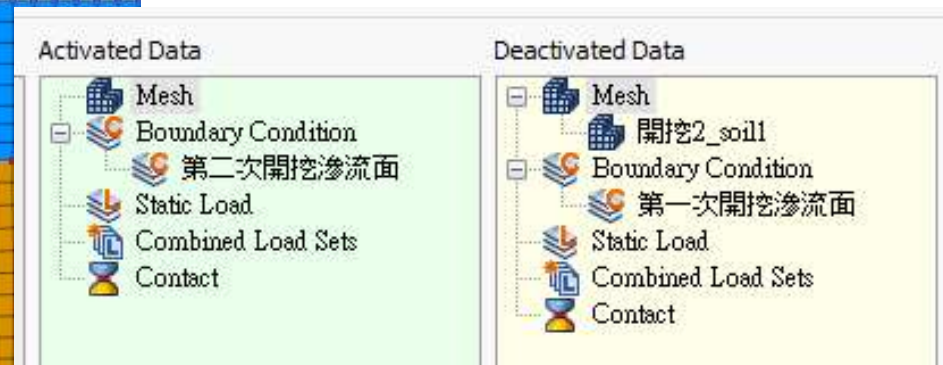 Activated Data
Mesh
Boundary Condition
第二次開挖滲流面
Static Load
Combined Load Sets
Contact
Deactivated Data
Mesh
開挖2_soil1
Boundary Condition
第一次開挖滲流面
Static Load
Combined Load Sets
Contact